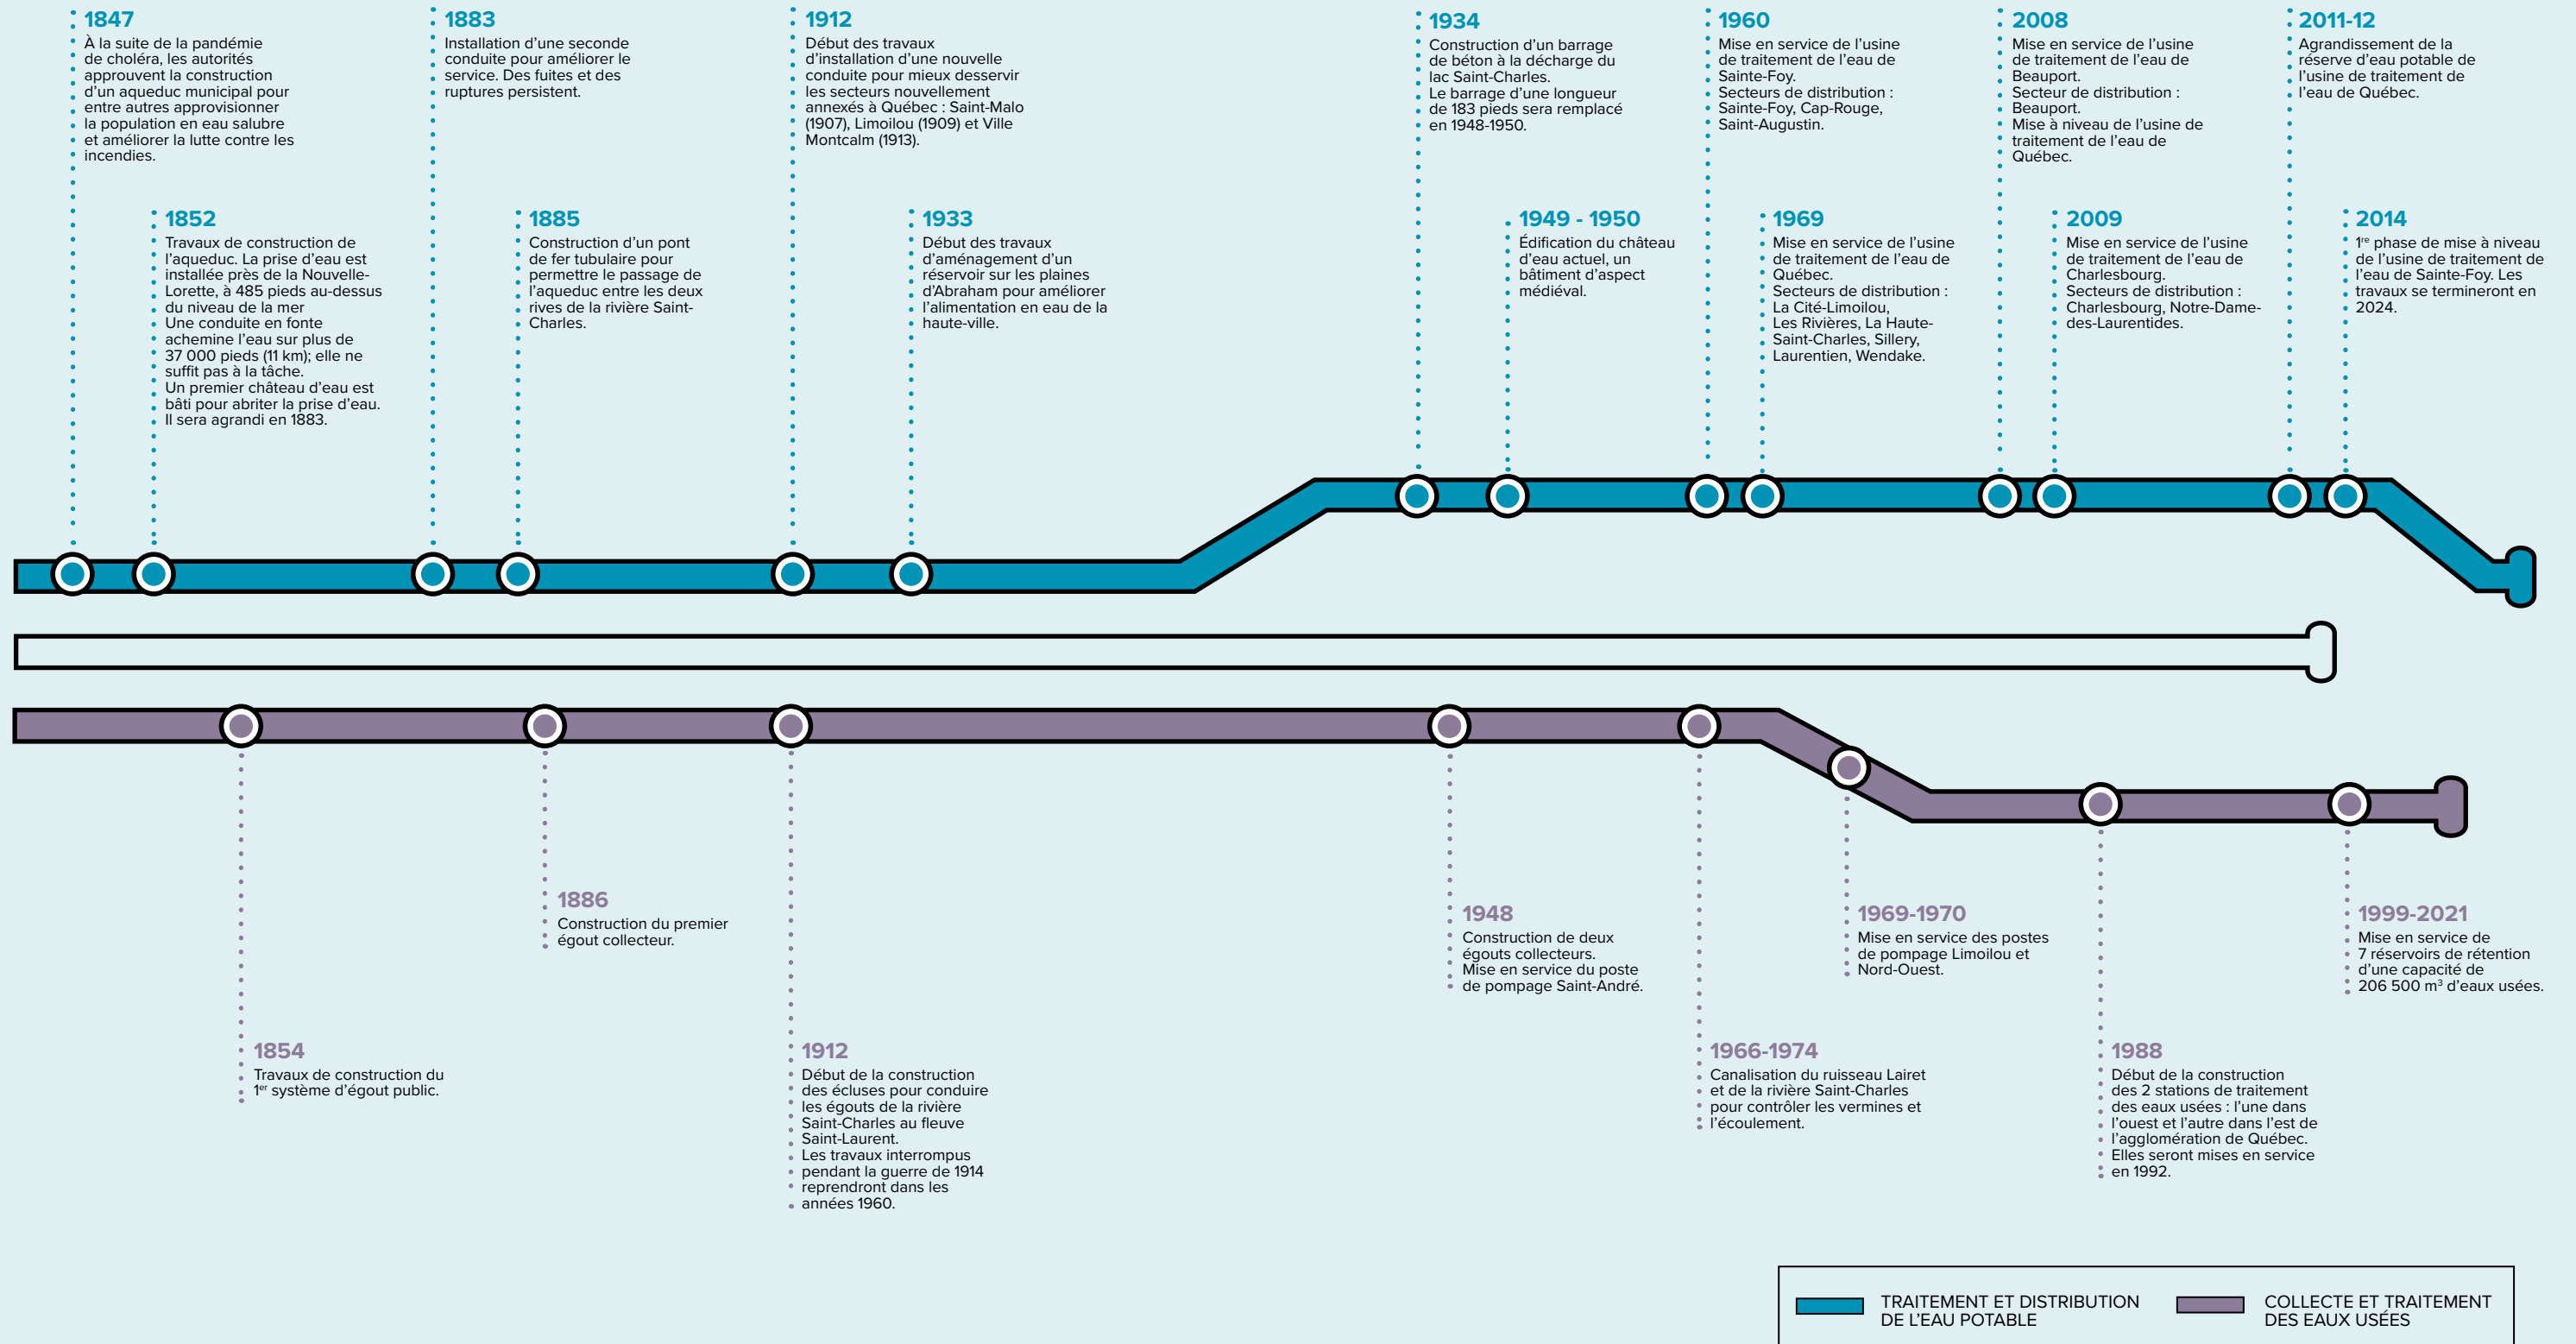 1847
À la suite de la pandémie
de choléra, les autorités
approuvent la construction
d’un aqueduc municipal pour
entre autres approvisionner
la population en eau salubre
et améliorer la lutte contre les
incendies.
1852
Travaux de construction de
l’aqueduc. La prise d’eau est
installée près de la Nouvelle-
Lorette, à 485 pieds au-dessus
du niveau de la mer
Une conduite en fonte
achemine l’eau sur plus de
37 000 pieds (11 km); elle ne
suffit pas à la tâche.
Un premier château d’eau est
bâti pour abriter la prise d’eau.
Il sera agrandi en 1883.
1883
Installation d’une seconde
conduite pour améliorer le
service. Des fuites et des
ruptures persistent.
1885
Construction d’un pont
de fer tubulaire pour
permettre le passage de
l’aqueduc entre les deux
rives de la rivière Saint-
Charles.
1912
Début des travaux
d’installation d’une nouvelle
conduite pour mieux desservir
les secteurs nouvellement
annexés à Québec : Saint-Malo
(1907), Limoilou (1909) et Ville
Montcalm (1913).
1933
Début des travaux
d’aménagement d’un
réservoir sur les plaines
d’Abraham pour améliorer
l’alimentation en eau de la
haute-ville.
1934
Construction d’un barrage
de béton à la décharge du
lac Saint-Charles.
Le barrage d’une longueur
de 183 pieds sera remplacé
en 1948-1950.
1949 - 1950
Édification du château
d’eau actuel, un
bâtiment d’aspect
médiéval.
1960
Mise en service de l’usine
de traitement de l’eau de
Sainte-Foy.
Secteurs de distribution :
Sainte-Foy, Cap-Rouge,
Saint-Augustin.
1969
Mise en service de l’usine
de traitement de l’eau de
Québec.
Secteurs de distribution :
La Cité-Limoilou,
Les Rivières, La Haute-
Saint-Charles, Sillery,
Laurentien, Wendake.
2008
Mise en service de l’usine
de traitement de l’eau de
Beauport.
Secteur de distribution :
Beauport.
Mise à niveau de l’usine de
traitement de l’eau de
Québec.
2009
Mise en service de l’usine
de traitement de l’eau de
Charlesbourg.
Secteurs de distribution :
Charlesbourg, Notre-Dame-
des-Laurentides.
2011-12
Agrandissement de la
réserve d’eau potable de
l’usine de traitement de
l’eau de Québec.
2014
1re phase de mise à niveau
de l’usine de traitement de
l’eau de Sainte-Foy. Les
travaux se termineront en
2024.
1854
Travaux de construction du
1er système d’égout public.
1886
Construction du premier
égout collecteur.
1912
Début de la construction
des écluses pour conduire
les égouts de la rivière
Saint-Charles au fleuve
Saint-Laurent.
Les travaux interrompus
pendant la guerre de 1914
reprendront dans les
années 1960.
1948
Construction de deux
égouts collecteurs.
Mise en service du poste
de pompage Saint-André.
1966-1974
Canalisation du ruisseau Lairet
et de la rivière Saint-Charles
pour contrôler les vermines et
l’écoulement.
1969-1970
Mise en service des postes
de pompage Limoilou et
Nord-Ouest.
1988
Début de la construction
des 2 stations de traitement
des eaux usées : l’une dans
l’ouest et l’autre dans l’est de
l’agglomération de Québec.
Elles seront mises en service
en 1992.
1999-2021
Mise en service de
7 réservoirs de rétention
d’une capacité de
206 500 m³ d’eaux usées.
TRAITEMENT ET DISTRIBUTION
DE L’EAU POTABLE
COLLECTE ET TRAITEMENT
DES EAUX USÉES